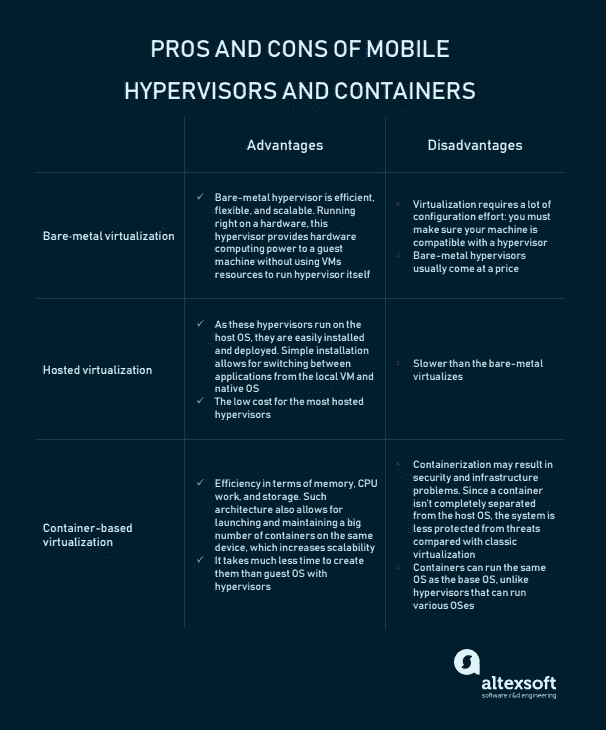 PROS AND CONS OF MOBILE
HYPERVISORS AND CONTAINERS
Advantages
Disadvantages
Bare-metal virtualization
✓ Bare-metal hypervisor is efficient,
flexible, and scalable. Running
right on a hardware, this
hypervisor provides hardware
computing power to a guest
machine without using VMs
resources to run hypervisor itself
× Virtualization requires a lot of
configuration effort: you must
make sure your machine is
compatible with a hypervisor
× Bare-metal hypervisors
usually come at a price
Hosted virtualization
✓ As these hypervisors run on the
host OS, they are easily installed
and deployed. Simple installation
allows for switching between
applications from the local VM and
native OS
✓ The low cost for the most hosted
hypervisors
× Slower than the bare-metal
virtualizes
Container-based
virtualization
✓ Efficiency in terms of memory, CPU
work, and storage. Such
architecture also allows for
launching and maintaining a big
number of containers on the same
device, which increases scalability
✓ It takes much less time to create
them than guest OS with
hypervisors
× Containerization may result in
security and infrastructure
problems. Since a container
isn't completely separated
from the host OS, the system is
less protected from threats
compared with classic
virtualization
× Containers can run the same
OS as the base OS, unlike
hypervisors that can run
various OSes
altexsoft
software r&d engineering